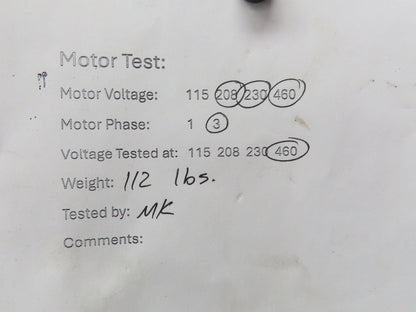 Motor Test:
Motor Voltage: 115 208 230 460
Motor Phase: 1 3
Voltage Tested at: 115 208 230 460
Weight: 112 lbs.
Tested by: MK
Comments: